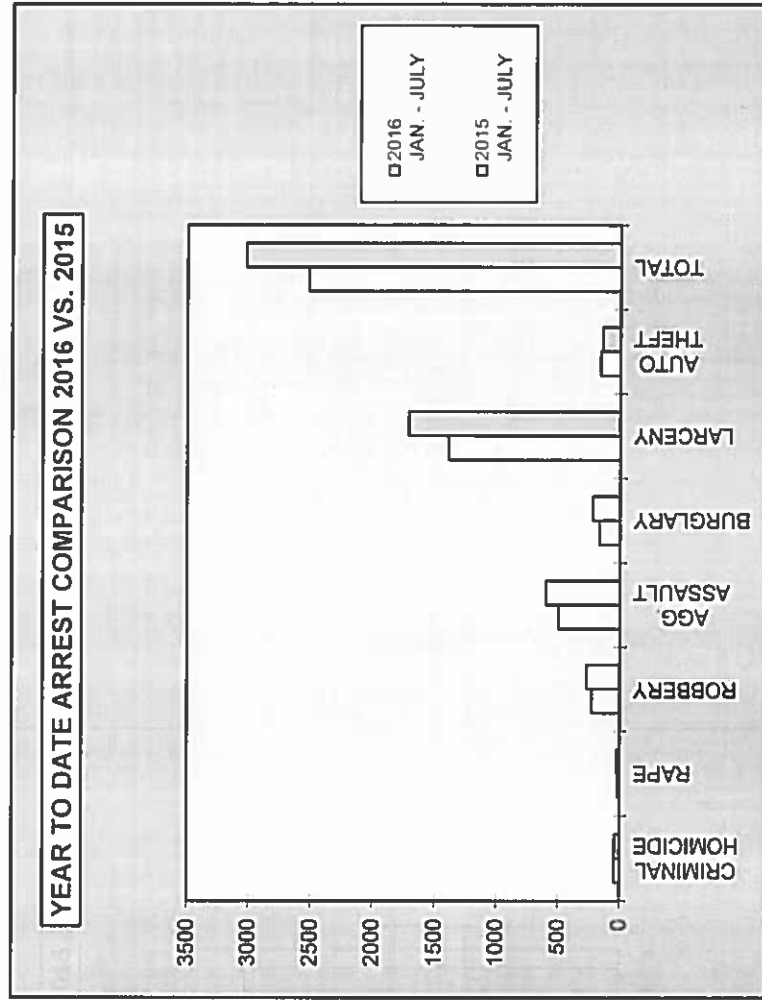 YEAR TO DATE ARREST COMPARISON 2016 VS. 2015
3500
3000
2500
2000
1500
1000
500
0
CRIMINAL
HOMICIDE
RAPE
ROBBERY
AGG.
ASSAULT
BURGLARY
LARCENY
AUTO
THEFT
TOTAL
2016
JAN. - JULY
2015
JAN. - JULY